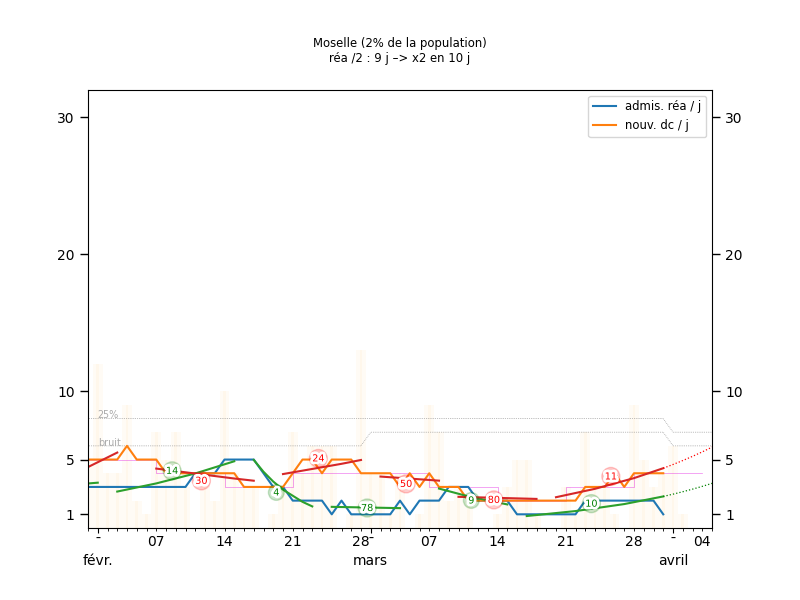 Moselle (2% de la population)
réa /2 : 9 j –> x2 en 10 j
admis. réa / j
nouv. dc / j
30 30
20 20
10 10
25%
bruit
5 5
24
14
30
11
50
4
9
80
10
78
1 1
- 07 14 21 28 - 07 14 21 28 - 04
févr. mars avril